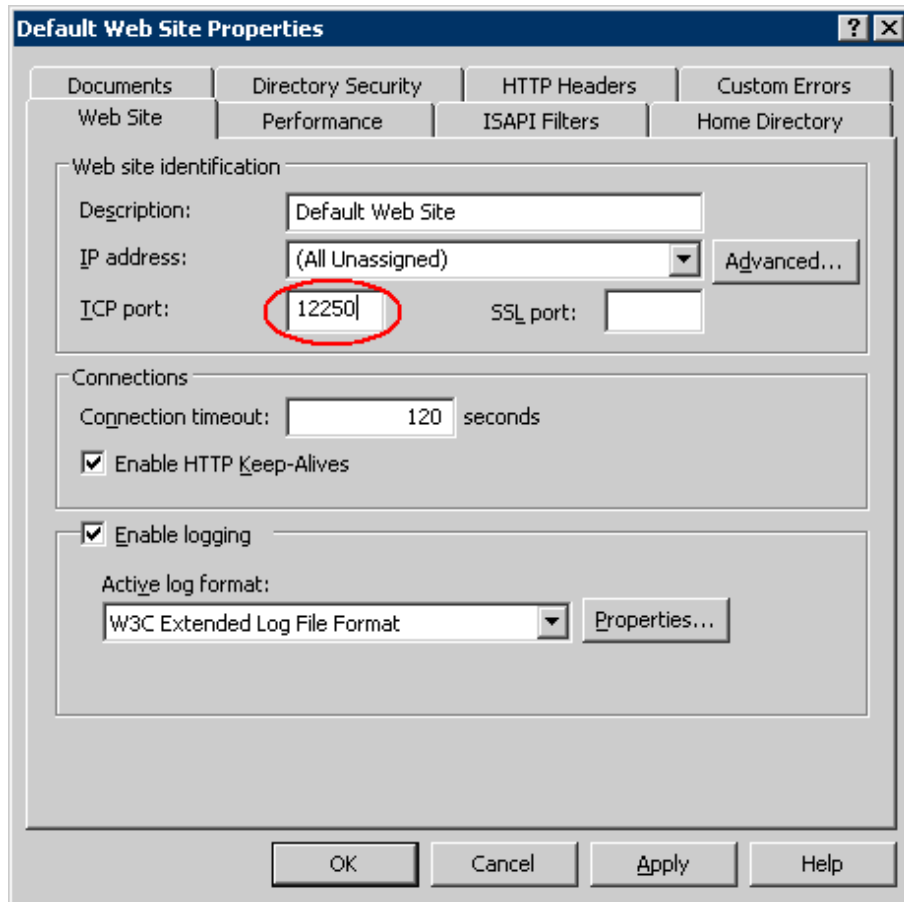 Default Web Site Properties
Documents Directory Security HTTP Headers Custom Errors
Web Site Performance ISAPI Filters Home Directory
Web site identification
Description: Default Web Site
IP address: (All Unassigned) Advanced...
TCP port: 12250 SSL port:
Connections
Connection timeout: 120 seconds
Enable HTTP Keep-Alives
Enable logging
Active log format:
W3C Extended Log File Format Properties...
OK Cancel Apply Help